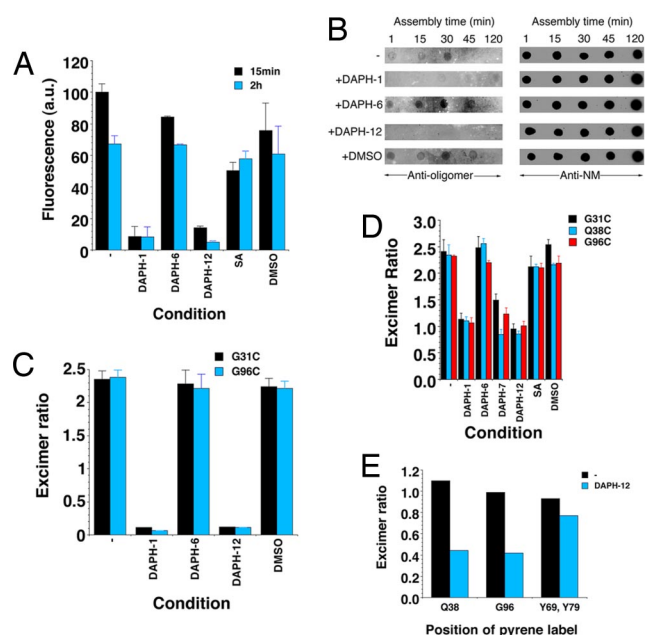 A
Fluorescence (a.u.)
120
100
80
60
40
20
0
15min
2h
-
DAPH-1
DAPH-6
DAPH-12
SA
DMSO
Condition
B
Assembly time (min)
1 15 30 45 120
Assembly time (min)
1 15 30 45 120
-
+DAPH-1
+DAPH-6
+DAPH-12
+DMSO
Anti-oligomer
Anti-NM
C
Excimer ratio
2.5
2
1.5
1
0.5
0
G31C
G96C
-
DAPH-1
DAPH-6
DAPH-12
DMSO
Condition
D
Excimer Ratio
3.0
2.5
2.0
1.5
1.0
0.5
0.0
G31C
Q38C
G96C
-
DAPH-1
DAPH-6
DAPH-7
DAPH-12
SA
DMSO
Condition
E
Excimer ratio
1.2
1.0
0.8
0.6
0.4
0.2
0.0
-
DAPH-12
Q38
G96
Y69, Y79
Position of pyrene label